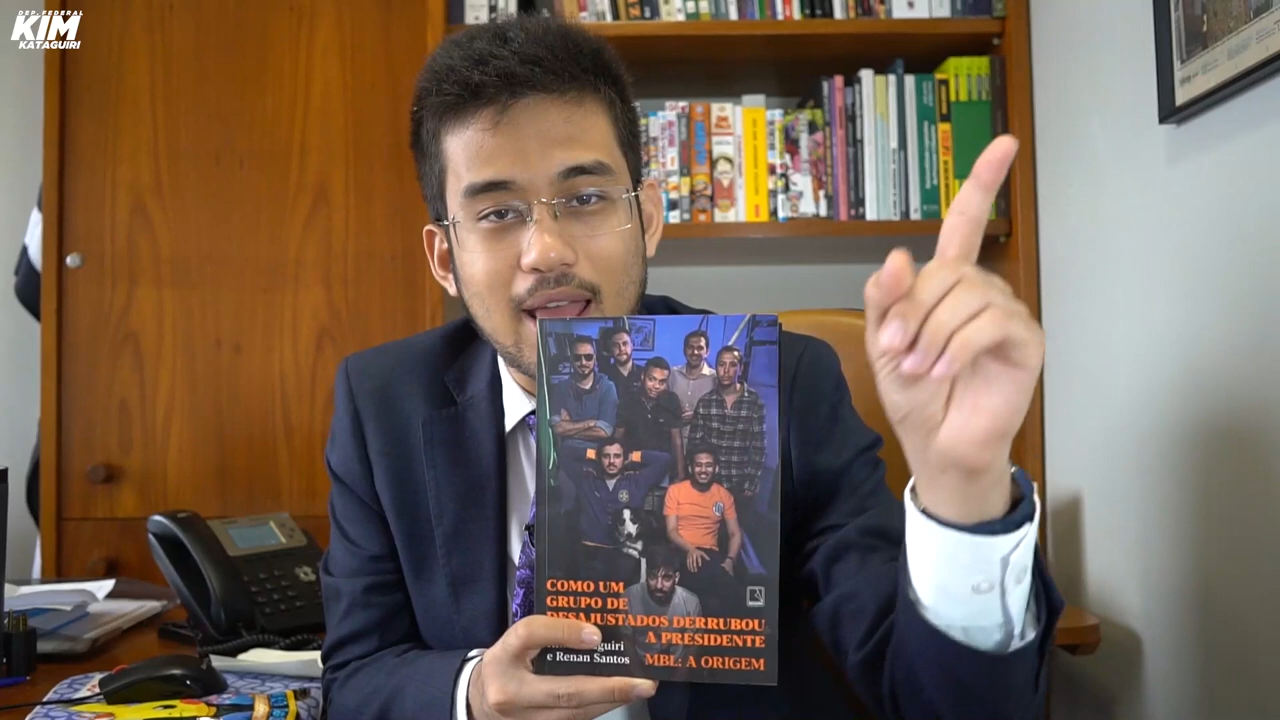 DEP. FEDERAL
KIM
KATAGUIRI
COMO UM
GRUPO DE
DESAJUSTADOS DERRUBOU
A PRESIDENTE
e Renan Santos
MBL: A ORIGEM